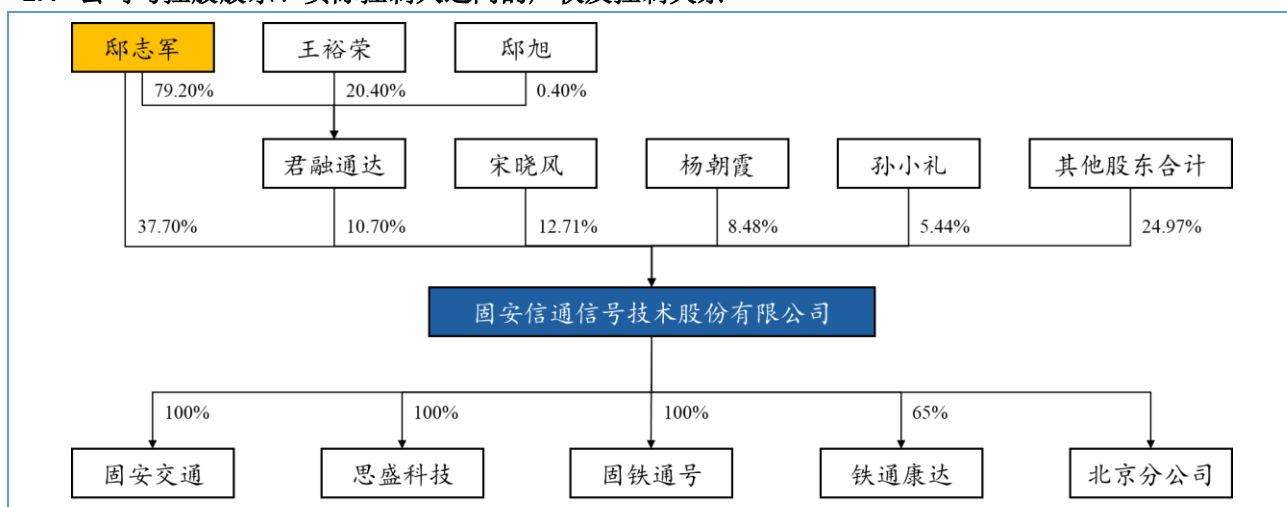 邸志军 王裕荣 邸旭
79.20% 20.40% 0.40%
君融通达 宋晓风 杨朝霞 孙小礼 其他股东合计
37.70% 10.70% 12.71% 8.48% 5.44% 24.97%
固安信通信号技术股份有限公司
100% 100% 100% 65%
固安交通 思盛科技 固铁通号 铁通康达 北京分公司